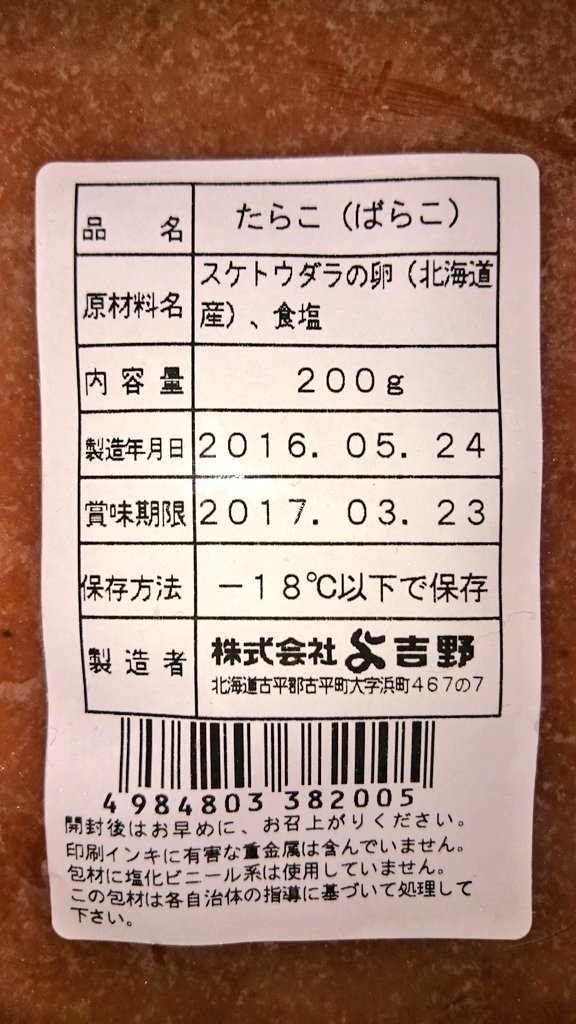 品名 たらこ（ばらこ）
原材料名 スケトウダラの卵（北海道
産）、食塩
内容量 200g
製造年月日 2016. 05. 24
賞味期限 2017. 03. 23
保存方法 －18℃以下で保存
製造者 株式会社 よ吉野
北海道古平郡古平町大字浜町467の7
4 984803 382005
開封後はお早めに、お召上がりください。
印刷インキに有害な重金属は含んでいません。
包材に塩化ビニール系は使用していません。
この包材は各自治体の指導に基づいて処理して
下さい。